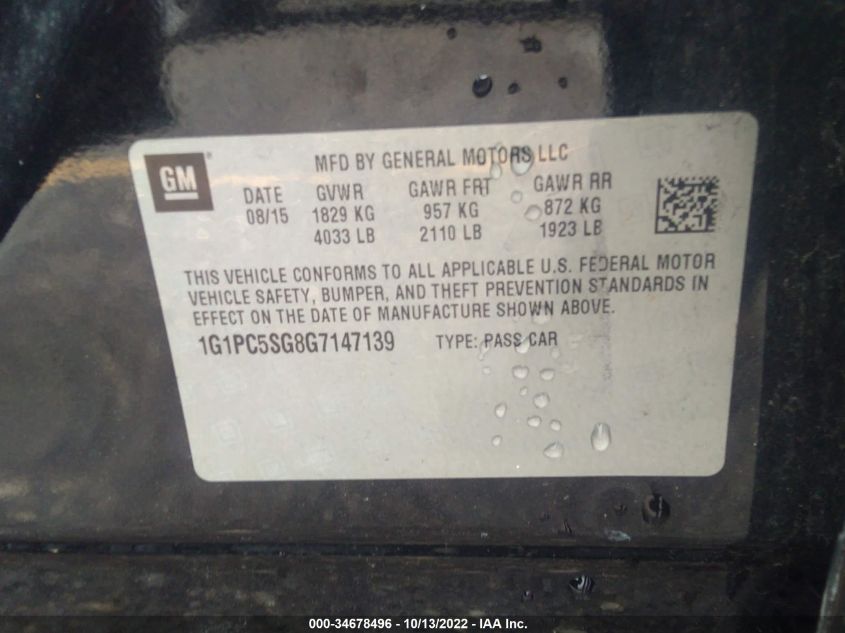 GM®
MFD BY GENERAL MOTORS LLC
DATE GVWR GAWR FRT GAWR RR
08/15 1829 KG 957 KG 872 KG
4033 LB 2110 LB 1923 LB
THIS VEHICLE CONFORMS TO ALL APPLICABLE U.S. FEDERAL MOTOR
VEHICLE SAFETY, BUMPER, AND THEFT PREVENTION STANDARDS IN
EFFECT ON THE DATE OF MANUFACTURE SHOWN ABOVE.
1G1PC5SG8G7147139 TYPE: PASS CAR
000-34678496 - 10/13/2022 - IAA Inc.